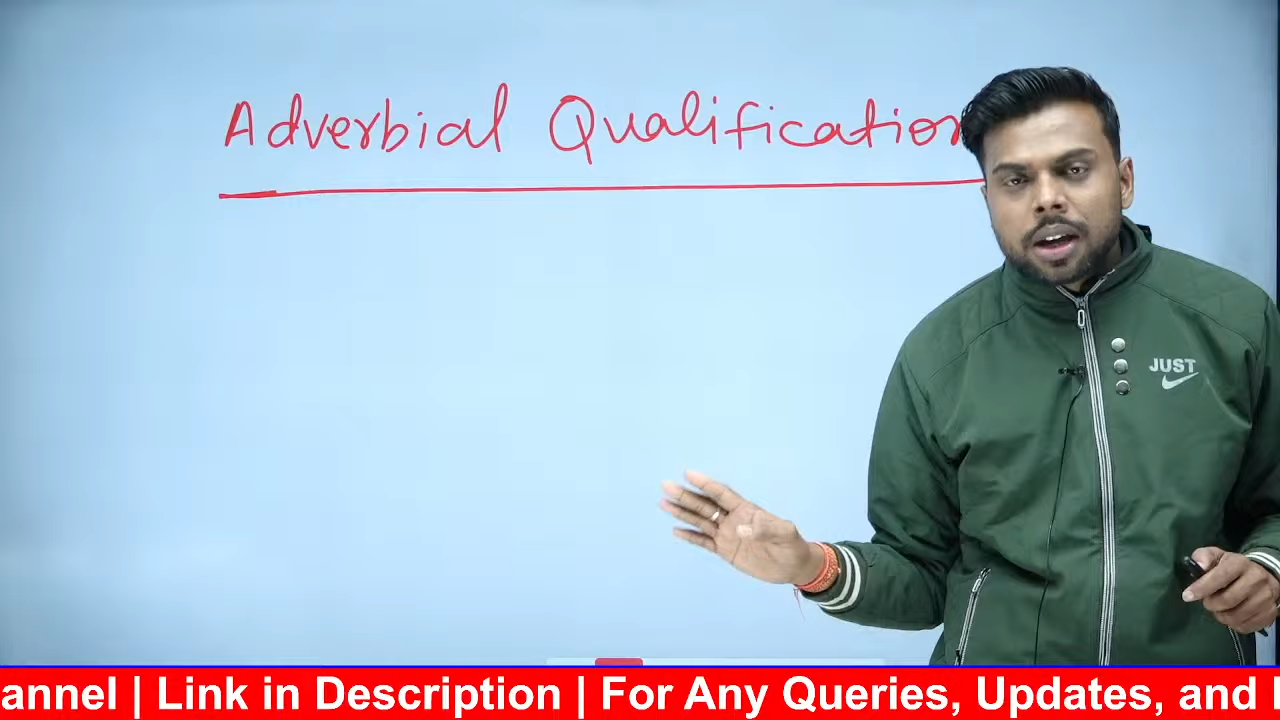 Adverbial Qualification
JUST
annel | Link in Description | For Any Queries, Updates, and